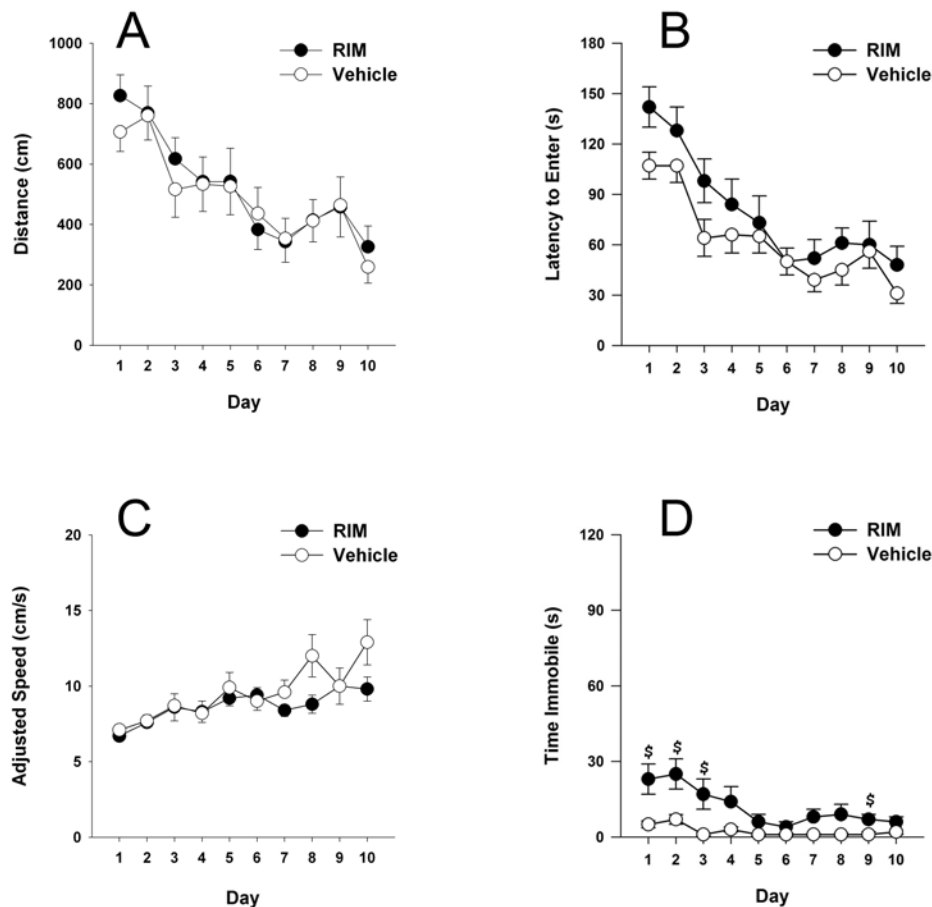 A
1000
800
600
400
200
0
Distance (cm)
RIM
Vehicle
1 2 3 4 5 6 7 8 9 10
Day
B
180
150
120
90
60
30
0
Latency to Enter (s)
RIM
Vehicle
1 2 3 4 5 6 7 8 9 10
Day
C
20
15
10
5
0
Adjusted Speed (cm/s)
RIM
Vehicle
1 2 3 4 5 6 7 8 9 10
Day
D
120
90
60
30
0
Time Immobile (s)
RIM
Vehicle
$ $ $ $
1 2 3 4 5 6 7 8 9 10
Day